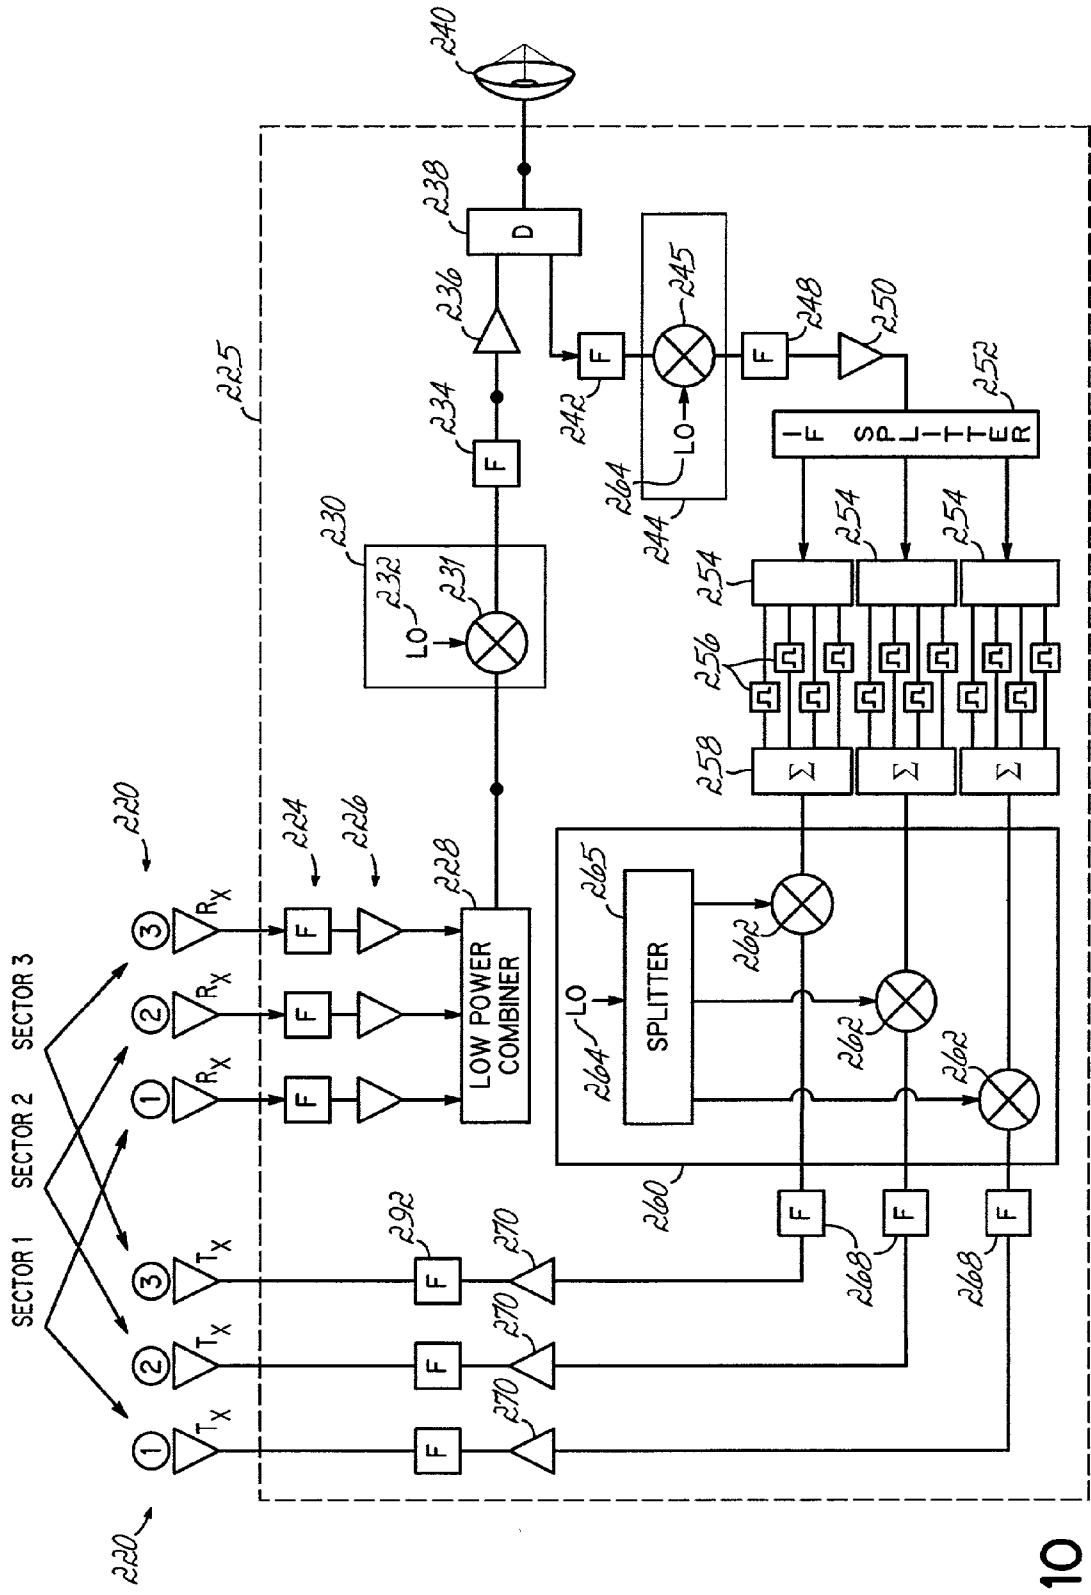 SECTOR 1
SECTOR 2
SECTOR 3
220
1
2
3
1
2
3
220
TX
TX
TX
RX
RX
RX
225
F
F
F
224
226
LOW POWER
COMBINER
228
230
LO
232
231
F
234
236
D
238
240
F
F
F
292
270
270
270
F
242
LO
264
245
244
F
248
250
IF SPLITTER
252
254
254
254
256
258
Σ
Σ
Σ
260
264
LO
SPLITTER
265
262
262
262
F
F
F
268
268
10